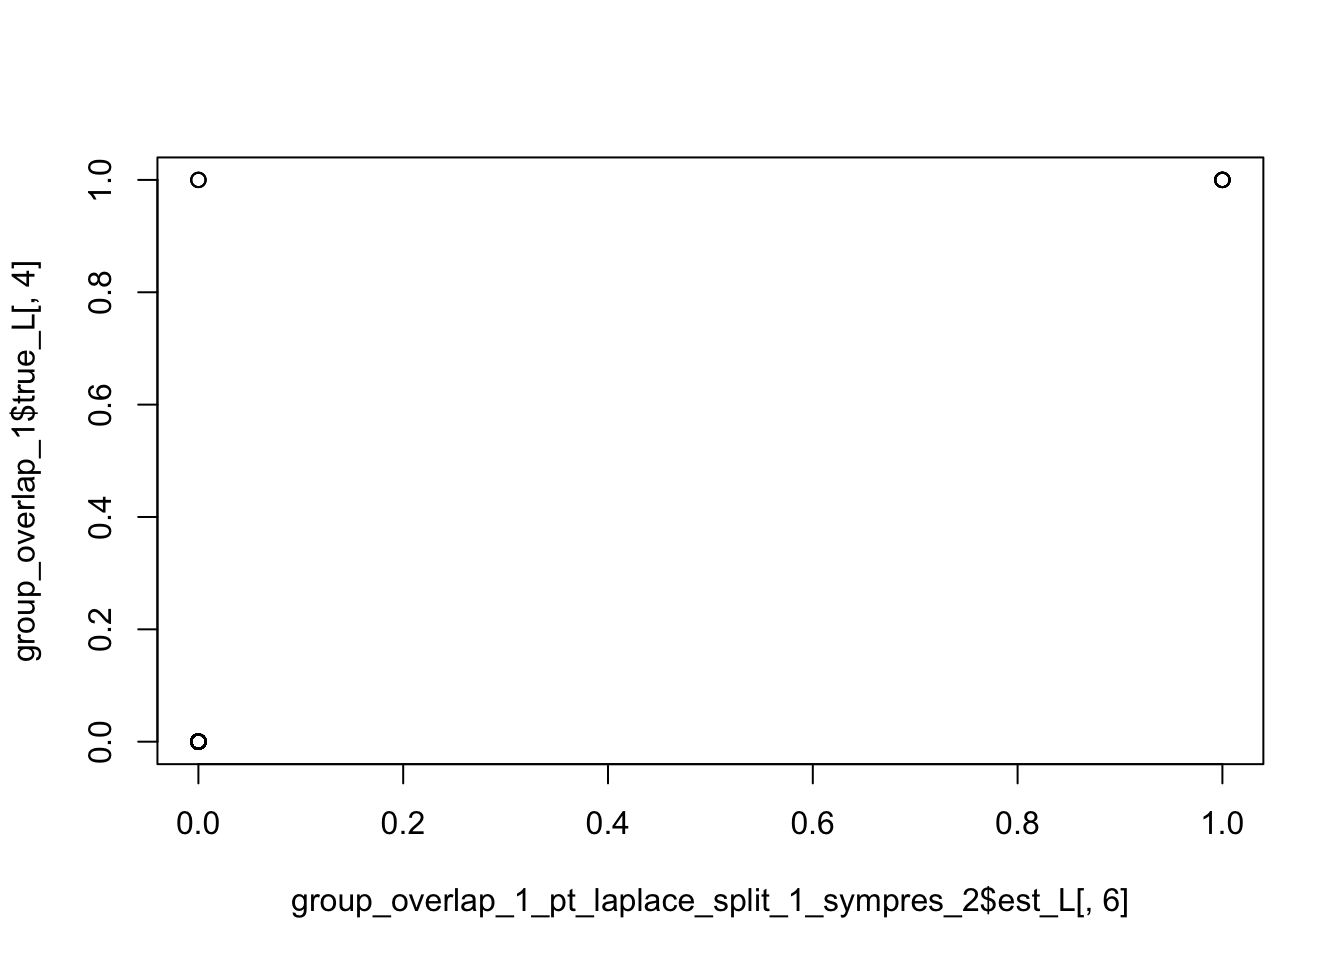 group_overlap_1$true_L[, 4]
1.0
0.8
0.6
0.4
0.2
0.0
0.0 0.2 0.4 0.6 0.8 1.0
group_overlap_1_pt_laplace_split_1_sympres_2$est_L[, 6]